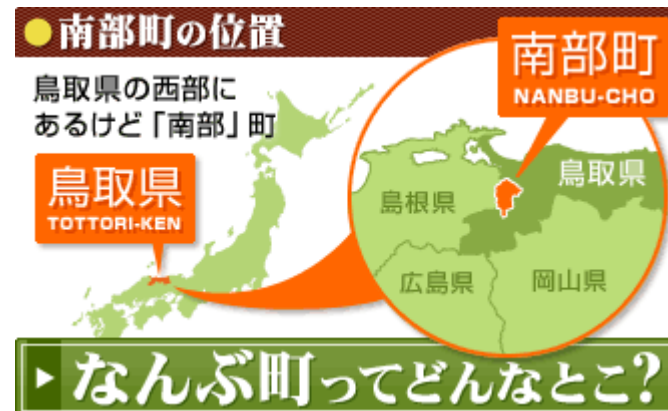 ●南部町の位置
鳥取県の西部に
あるけど「南部」町
鳥取県
TOTTORI-KEN
南部町
NANBU-CHO
鳥取県
島根県
広島県
岡山県
なんぶ町ってどんなとこ?